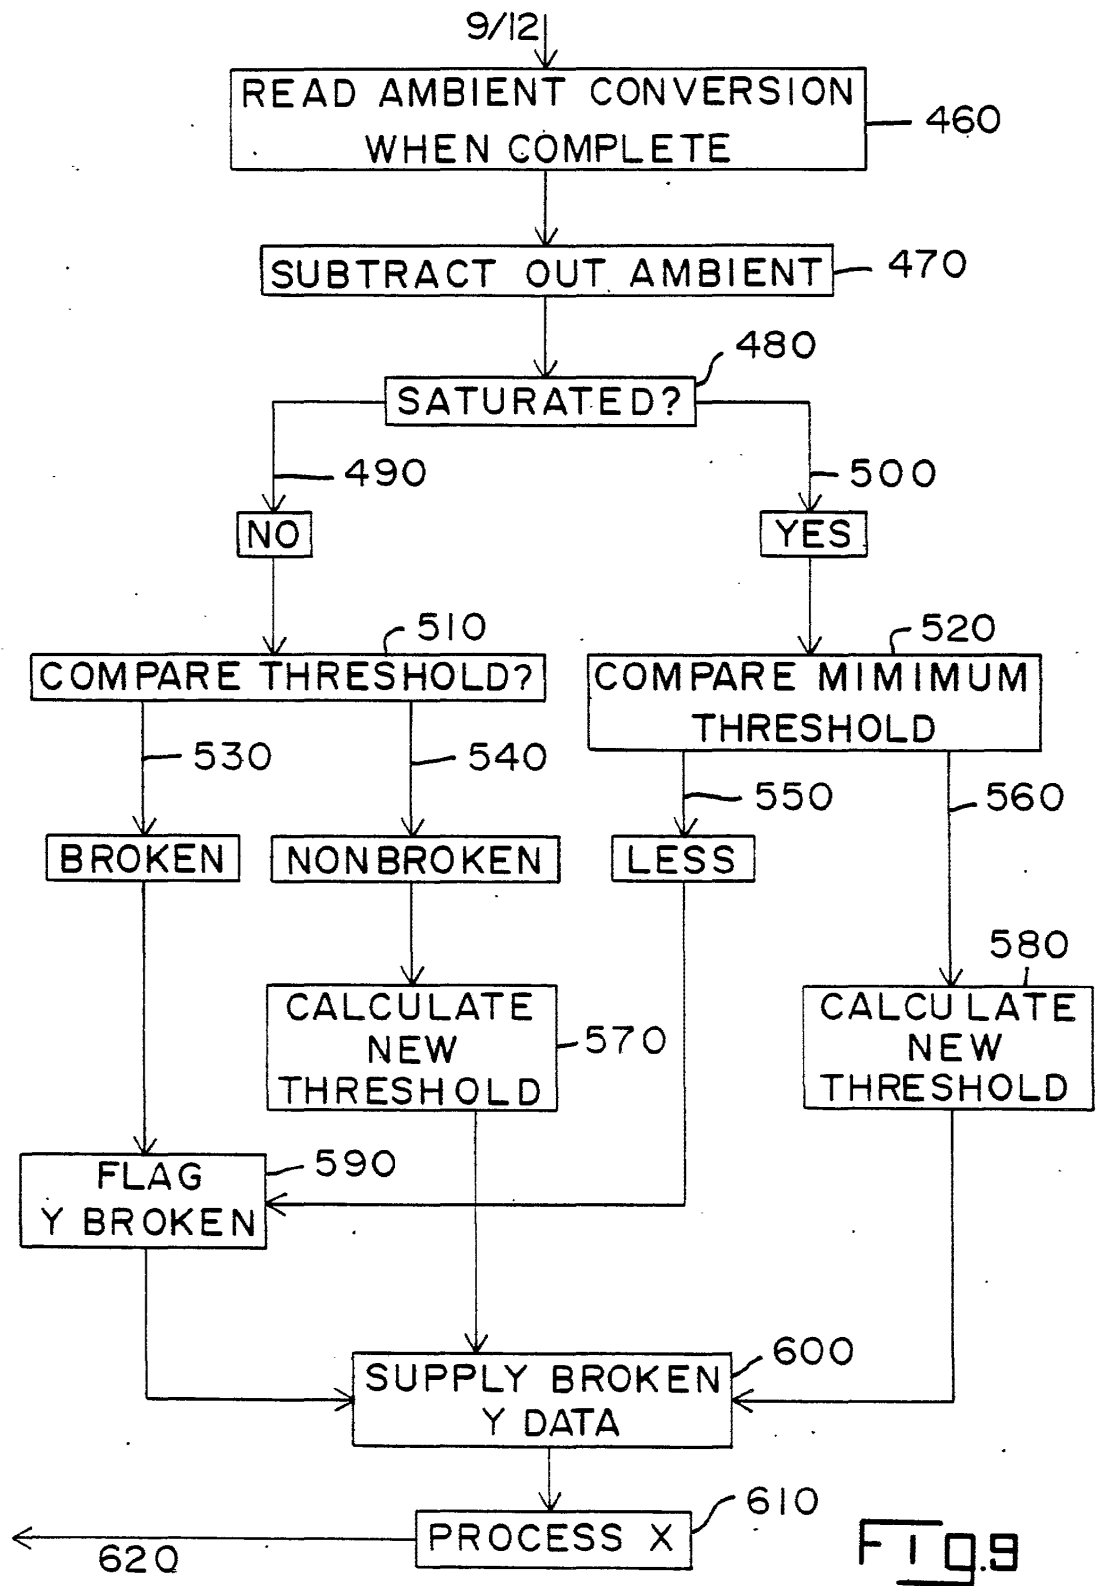 9/12
READ AMBIENT CONVERSION
WHEN COMPLETE
460
SUBTRACT OUT AMBIENT
470
480
SATURATED?
490
500
NO
YES
510
520
COMPARE THRESHOLD?
COMPARE MIMIMUM
THRESHOLD
530
540
550
560
BROKEN
NONBROKEN
LESS
580
CALCULATE
NEW
THRESHOLD
570
CALCULATE
NEW
THRESHOLD
FLAG
Y BROKEN
590
600
SUPPLY BROKEN
Y DATA
610
PROCESS X
620
FIG.9